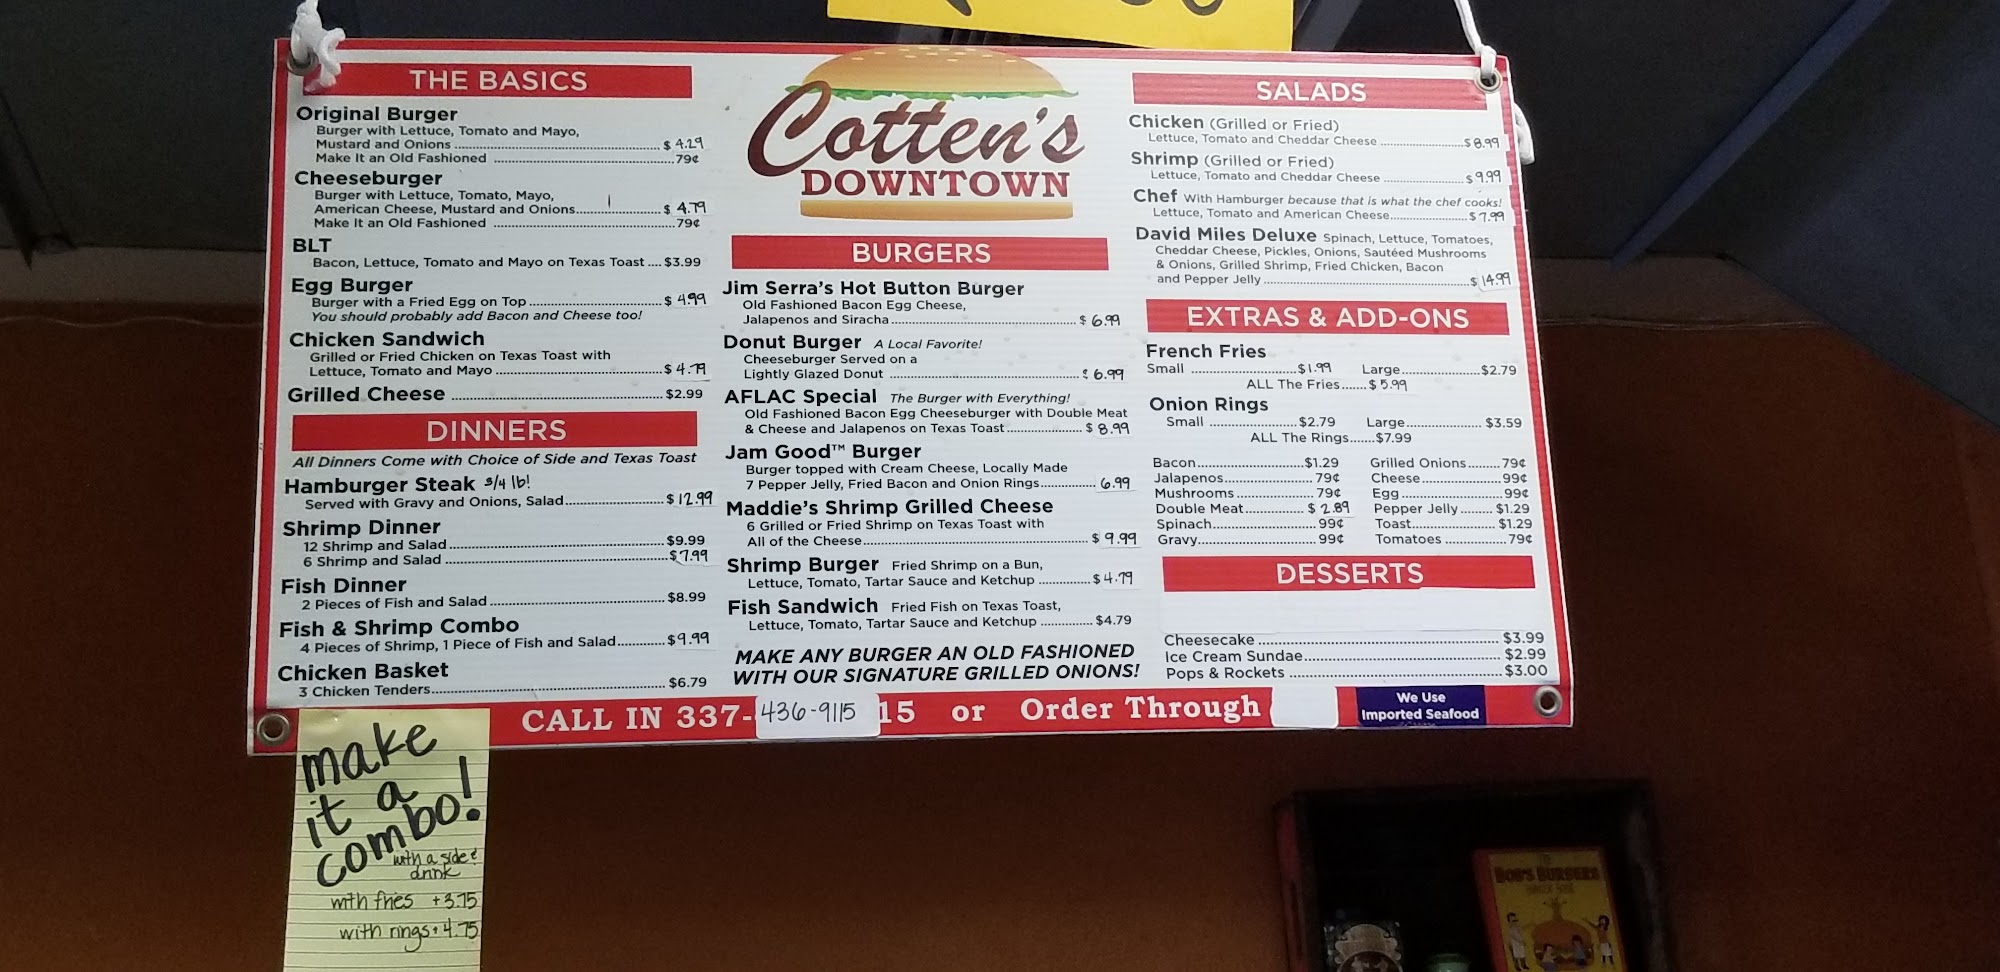 THE BASICS
Original Burger
Burger with Lettuce, Tomato and Mayo,
Mustard and Onions $ 4.29
Make It an Old Fashioned 79¢
Cheeseburger
Burger with Lettuce, Tomato, Mayo,
American Cheese, Mustard and Onions $ 4.79
Make It an Old Fashioned 79¢
BLT
Bacon, Lettuce, Tomato and Mayo on Texas Toast $3.99
Egg Burger
Burger with a Fried Egg on Top $ 4.99
You should probably add Bacon and Cheese too!
Chicken Sandwich
Grilled or Fried Chicken on Texas Toast with
Lettuce, Tomato and Mayo $ 4.79
Grilled Cheese $2.99
DINNERS
All Dinners Come with Choice of Side and Texas Toast
Hamburger Steak 3/4 lb!
Served with Gravy and Onions, Salad $ 12.99
Shrimp Dinner
12 Shrimp and Salad $9.99
6 Shrimp and Salad $7.99
Fish Dinner
2 Pieces of Fish and Salad $8.99
Fish & Shrimp Combo
4 Pieces of Shrimp, 1 Piece of Fish and Salad $9.99
Chicken Basket
3 Chicken Tenders $6.79
Cotten's
DOWNTOWN
BURGERS
Jim Serra's Hot Button Burger
Old Fashioned Bacon Egg Cheese,
Jalapenos and Siracha $ 6.99
Donut Burger A Local Favorite!
Cheeseburger Served on a
Lightly Glazed Donut $ 6.99
AFLAC Special The Burger with Everything!
Old Fashioned Bacon Egg Cheeseburger with Double Meat
& Cheese and Jalapenos on Texas Toast $ 8.99
Jam Good™ Burger
Burger topped with Cream Cheese, Locally Made
7 Pepper Jelly, Fried Bacon and Onion Rings 6.99
Maddie's Shrimp Grilled Cheese
6 Grilled or Fried Shrimp on Texas Toast with
All of the Cheese $ 9.99
Shrimp Burger Fried Shrimp on a Bun,
Lettuce, Tomato, Tartar Sauce and Ketchup $ 4.79
Fish Sandwich Fried Fish on Texas Toast,
Lettuce, Tomato, Tartar Sauce and Ketchup $4.79
MAKE ANY BURGER AN OLD FASHIONED
WITH OUR SIGNATURE GRILLED ONIONS!
SALADS
Chicken (Grilled or Fried)
Lettuce, Tomato and Cheddar Cheese $8.99
Shrimp (Grilled or Fried)
Lettuce, Tomato and Cheddar Cheese $ 9.99
Chef With Hamburger because that is what the chef cooks!
Lettuce, Tomato and American Cheese $ 7.99
David Miles Deluxe Spinach, Lettuce, Tomatoes,
Cheddar Cheese, Pickles, Onions, Sautéed Mushrooms
& Onions, Grilled Shrimp, Fried Chicken, Bacon
and Pepper Jelly $ 14.99
EXTRAS & ADD-ONS
French Fries
Small $1.99 Large $2.79
ALL The Fries $ 5.99
Onion Rings
Small $2.79 Large $3.59
ALL The Rings $7.99
Bacon $1.29 Grilled Onions 79¢
Jalapenos 79¢ Cheese 99¢
Mushrooms 79¢ Egg 99¢
Double Meat $ 2.89 Pepper Jelly $1.29
Spinach 99¢ Toast $1.29
Gravy 99¢ Tomatoes 79¢
DESSERTS
Cheesecake $3.99
Ice Cream Sundae $2.99
Pops & Rockets $3.00
CALL IN 337- 436-9115 15 or Order Through
We Use
Imported Seafood
make
it a
combo!
with a side &
drink
with fries +3.75
with rings + 4.75
BOB'S BURGERS